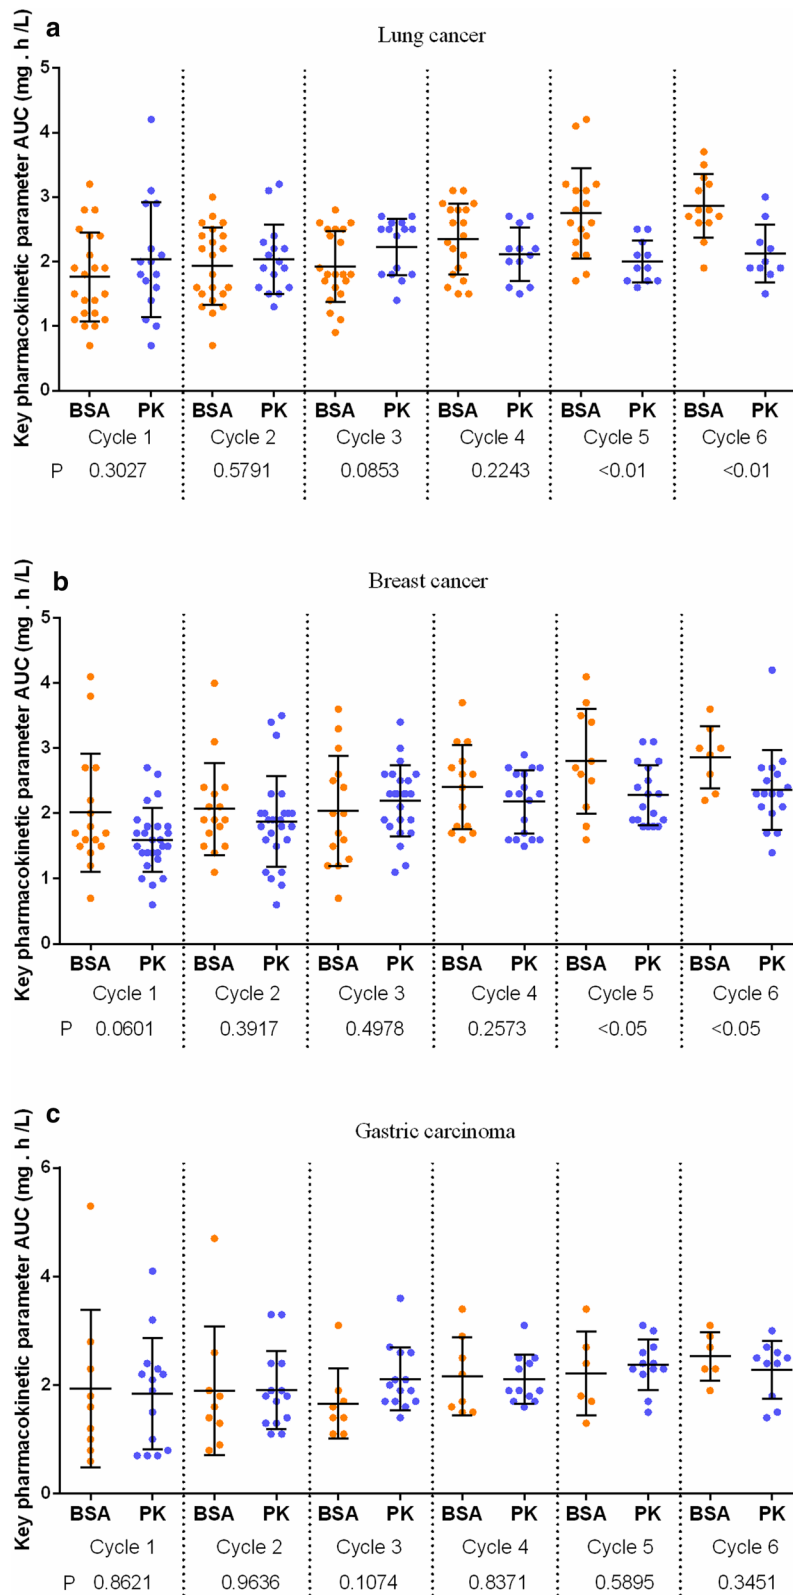 a
Lung cancer
Key pharmacokinetic parameter AUC (mg . h /L)
5
4
3
2
1
0
BSA PK BSA PK BSA PK BSA PK BSA PK BSA PK
Cycle 1 Cycle 2 Cycle 3 Cycle 4 Cycle 5 Cycle 6
P 0.3027 0.5791 0.0853 0.2243 <0.01 <0.01
b
Breast cancer
Key pharmacokinetic parameter AUC (mg . h /L)
5
4
3
2
1
0
BSA PK BSA PK BSA PK BSA PK BSA PK BSA PK
Cycle 1 Cycle 2 Cycle 3 Cycle 4 Cycle 5 Cycle 6
P 0.0601 0.3917 0.4978 0.2573 <0.05 <0.05
c
Gastric carcinoma
Key pharmacokinetic parameter AUC (mg . h /L)
6
4
2
0
BSA PK BSA PK BSA PK BSA PK BSA PK BSA PK
Cycle 1 Cycle 2 Cycle 3 Cycle 4 Cycle 5 Cycle 6
P 0.8621 0.9636 0.1074 0.8371 0.5895 0.3451